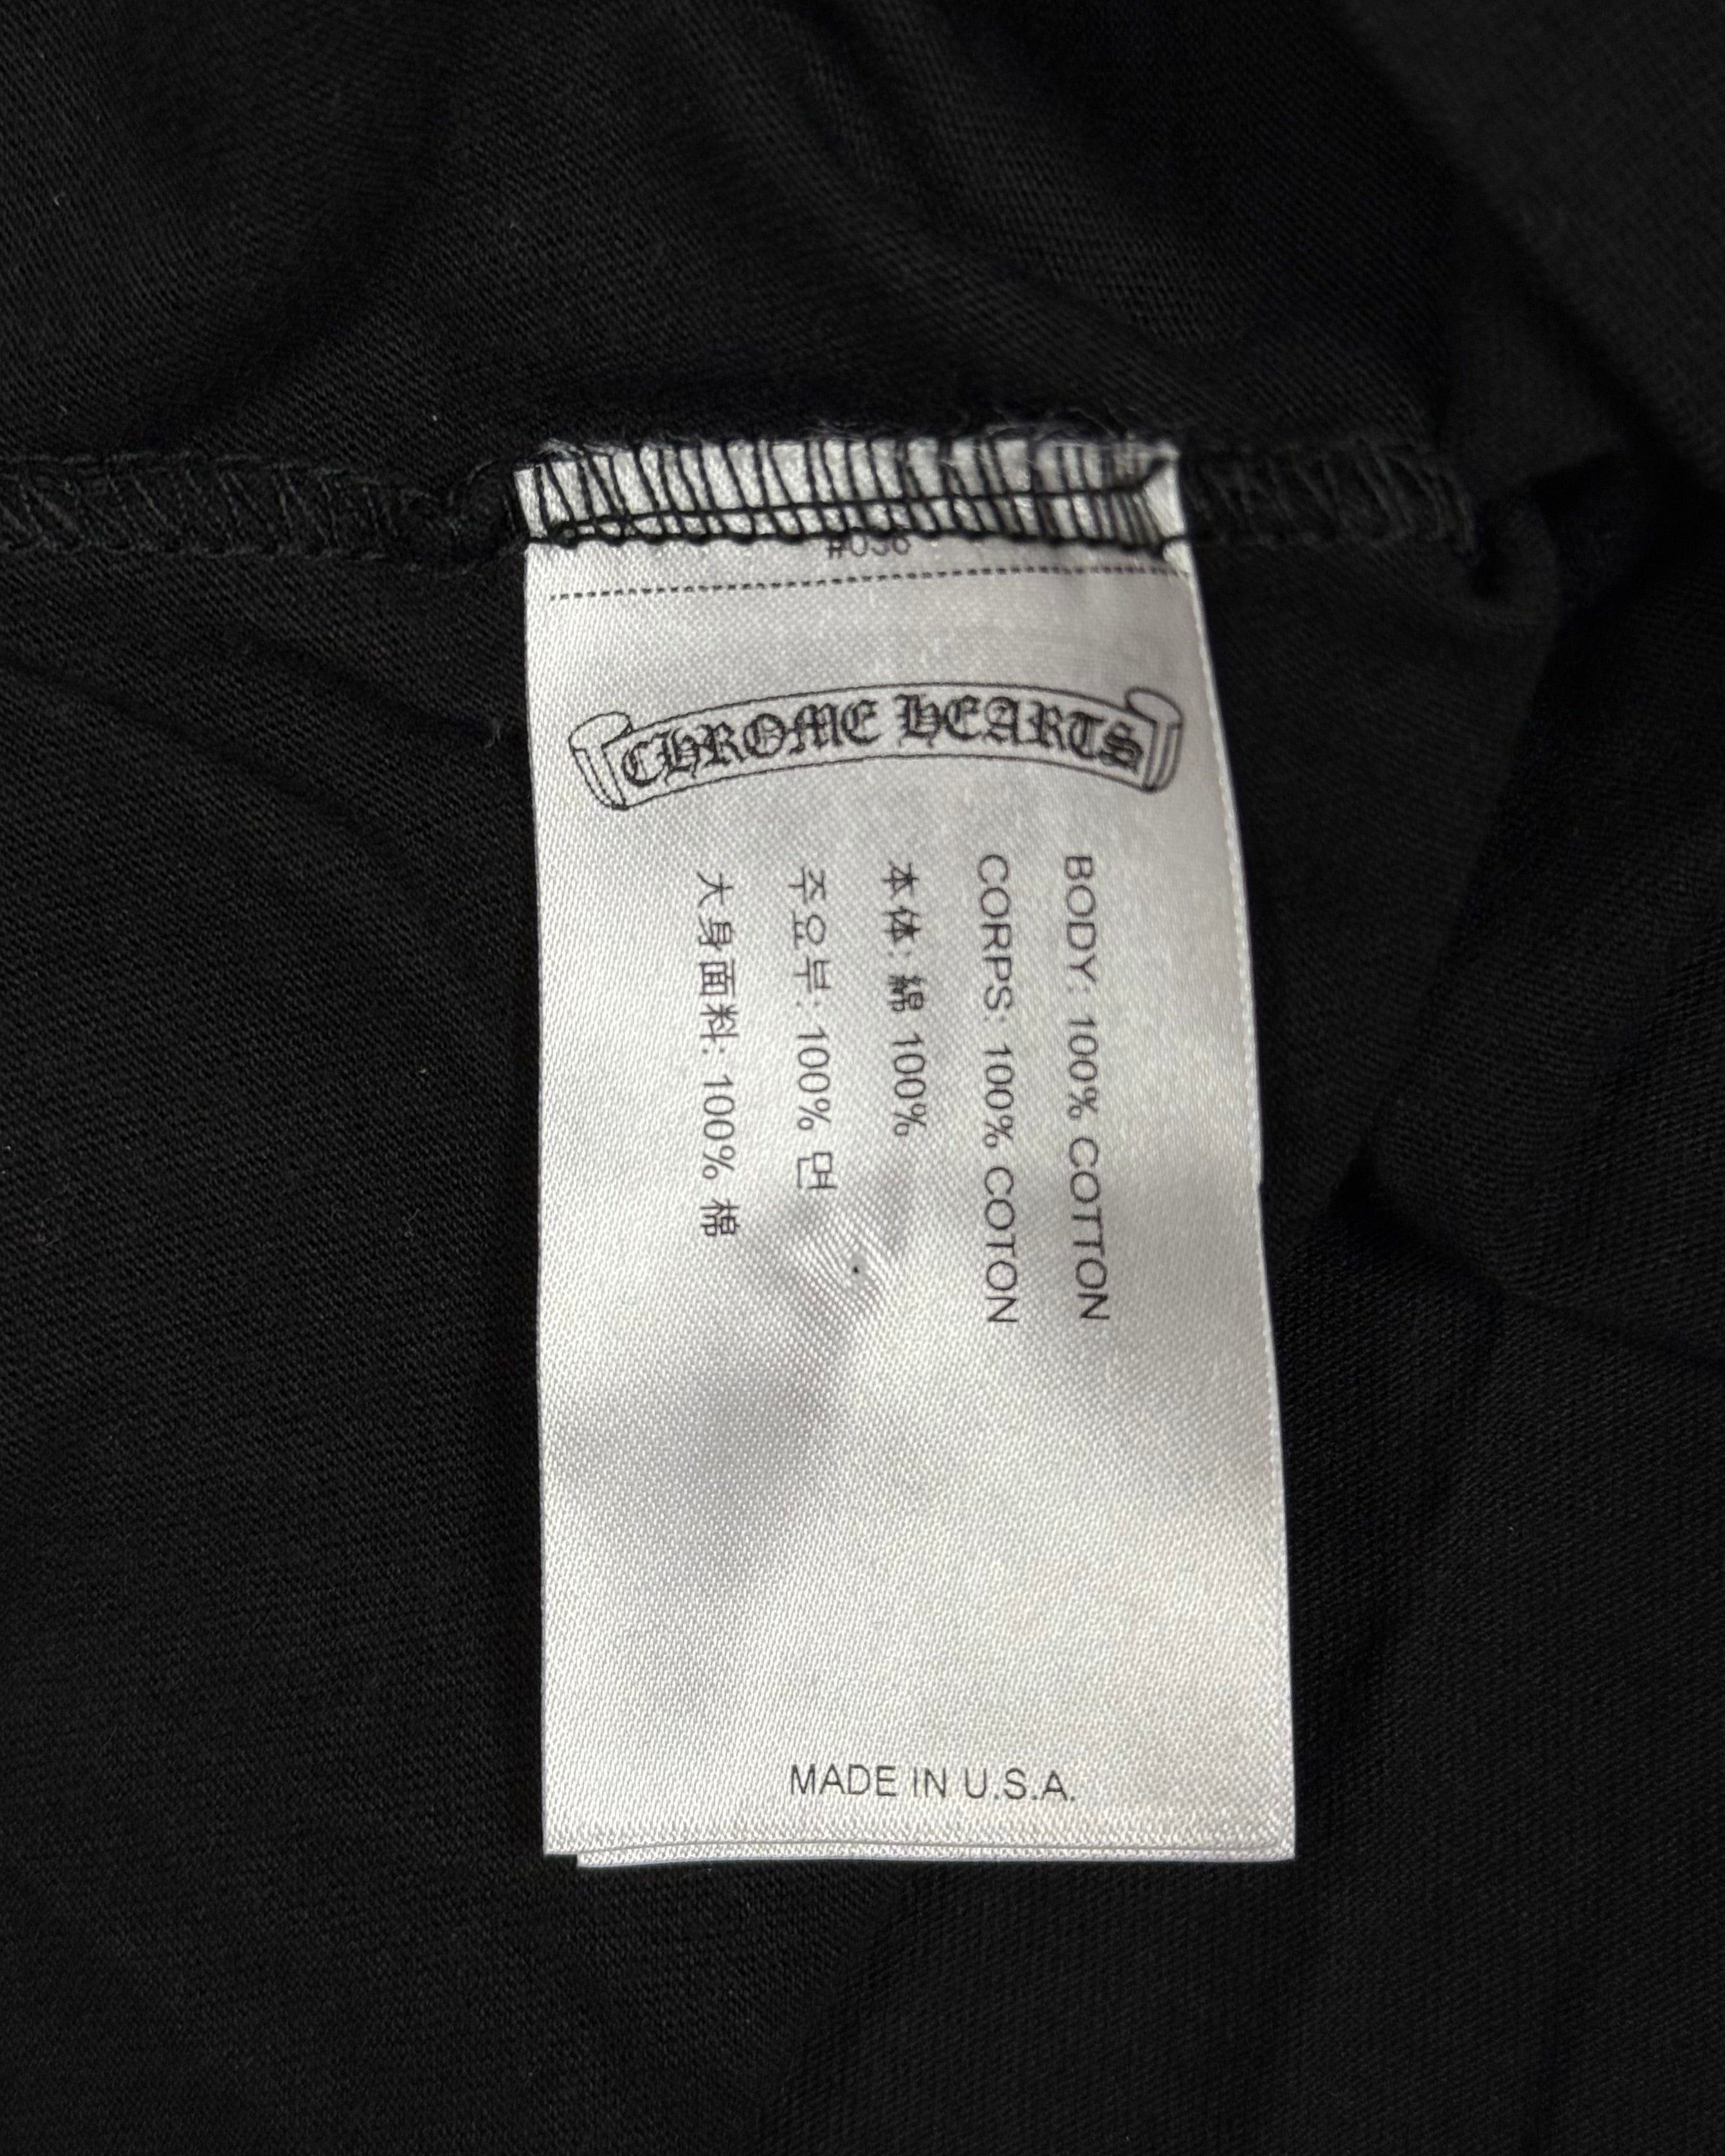 #036
CHROME HEARTS
BODY: 100% COTTON
CORPS: 100% COTON
本体: 綿 100%
주요부: 100% 면
大身面料: 100% 棉
MADE IN U.S.A.